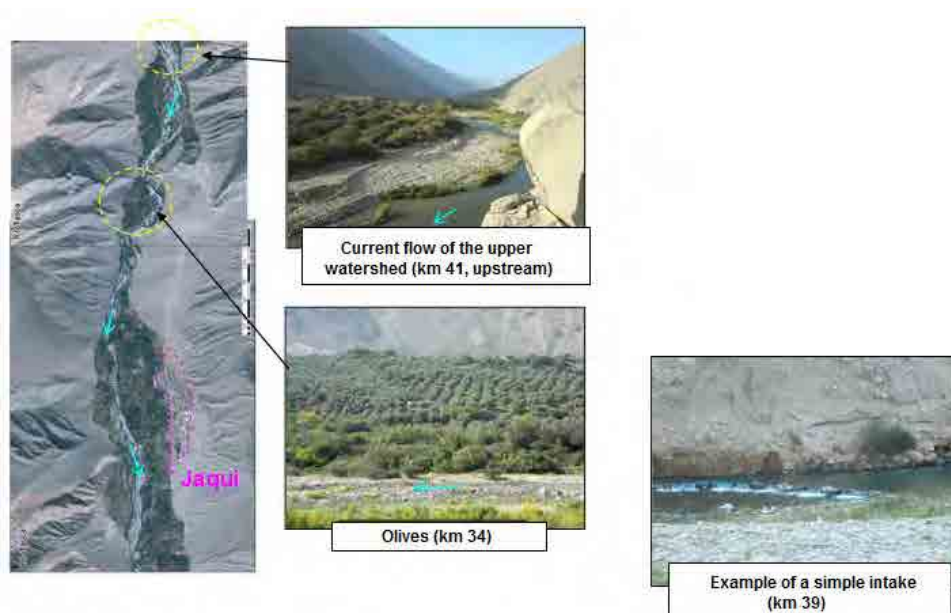 Current flow of the upper
watershed (km 41, upstream)
Jaqui
Olives (km 34)
Example of a simple intake
(km 39)